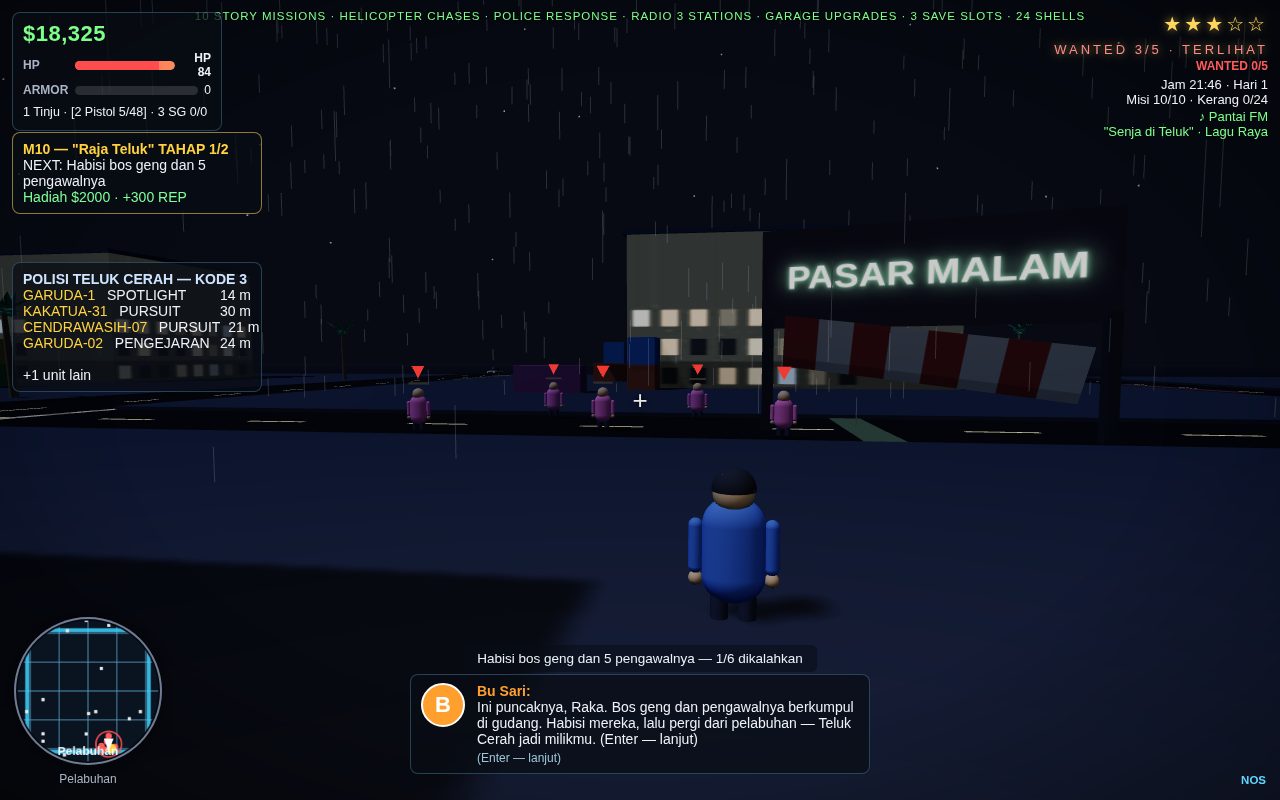 10 STORY MISSIONS · HELICOPTER CHASES · POLICE RESPONSE · RADIO 3 STATIONS · GARAGE UPGRADES · 3 SAVE SLOTS · 24 SHELLS
$18,325
HP
HP 84
ARMOR 0
1 Tinju · [2 Pistol 5/48] · 3 SG 0/0
★★★☆☆
WANTED 3/5 · TERLIHAT
WANTED 0/5
Jam 21:46 · Hari 1
Misi 10/10 · Kerang 0/24
♪ Pantai FM
"Senja di Teluk" · Lagu Raya
M10 — "Raja Teluk" TAHAP 1/2
NEXT: Habisi bos geng dan 5
pengawalnya
Hadiah $2000 · +300 REP
POLISI TELUK CERAH — KODE 3
GARUDA-1 SPOTLIGHT 14 m
KAKATUA-31 PURSUIT 30 m
CENDRAWASIH-07 PURSUIT 21 m
GARUDA-02 PENGEJARAN 24 m
+1 unit lain
PASAR MALAM
Habisi bos geng dan 5 pengawalnya — 1/6 dikalahkan
B
Bu Sari:
Ini puncaknya, Raka. Bos geng dan pengawalnya berkumpul
di gudang. Habisi mereka, lalu pergi dari pelabuhan — Teluk
Cerah jadi milikmu. (Enter — lanjut)
(Enter — lanjut)
Pelabuhan
Pelabuhan
NOS